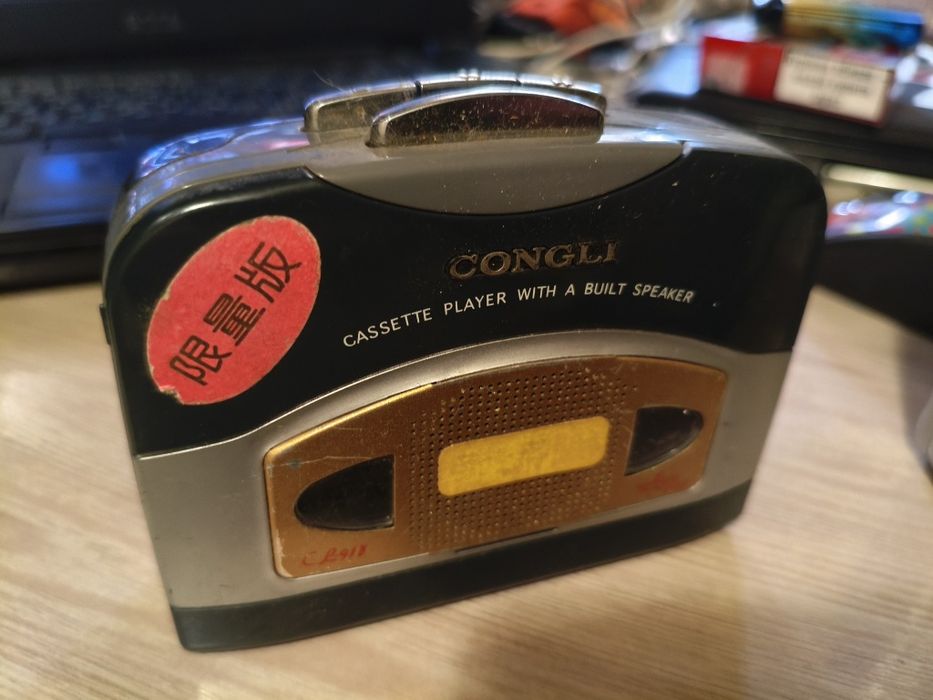 限量版
CONGLI
CASSETTE PLAYER WITH A BUILT SPEAKER